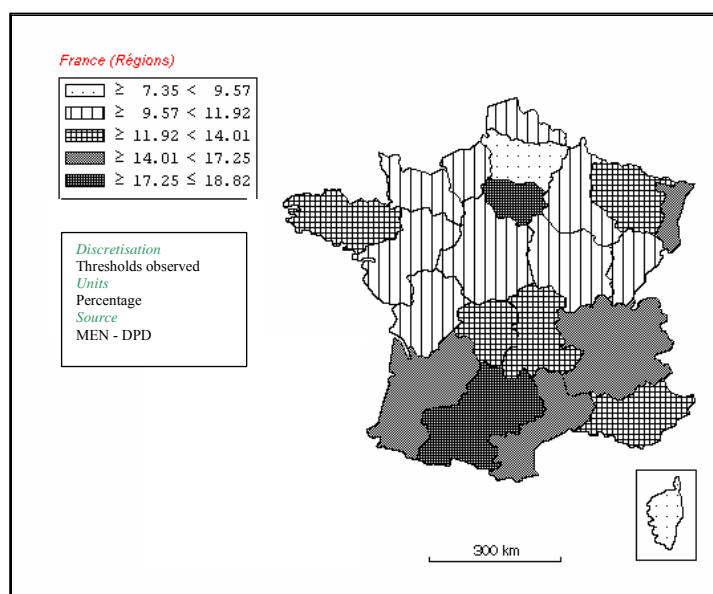 France (Régions)
≥ 7.35 < 9.57
≥ 9.57 < 11.92
≥ 11.92 < 14.01
≥ 14.01 < 17.25
≥ 17.25 ≤ 18.82
Discretisation
Thresholds observed
Units
Percentage
Source
MEN - DPD
300 km